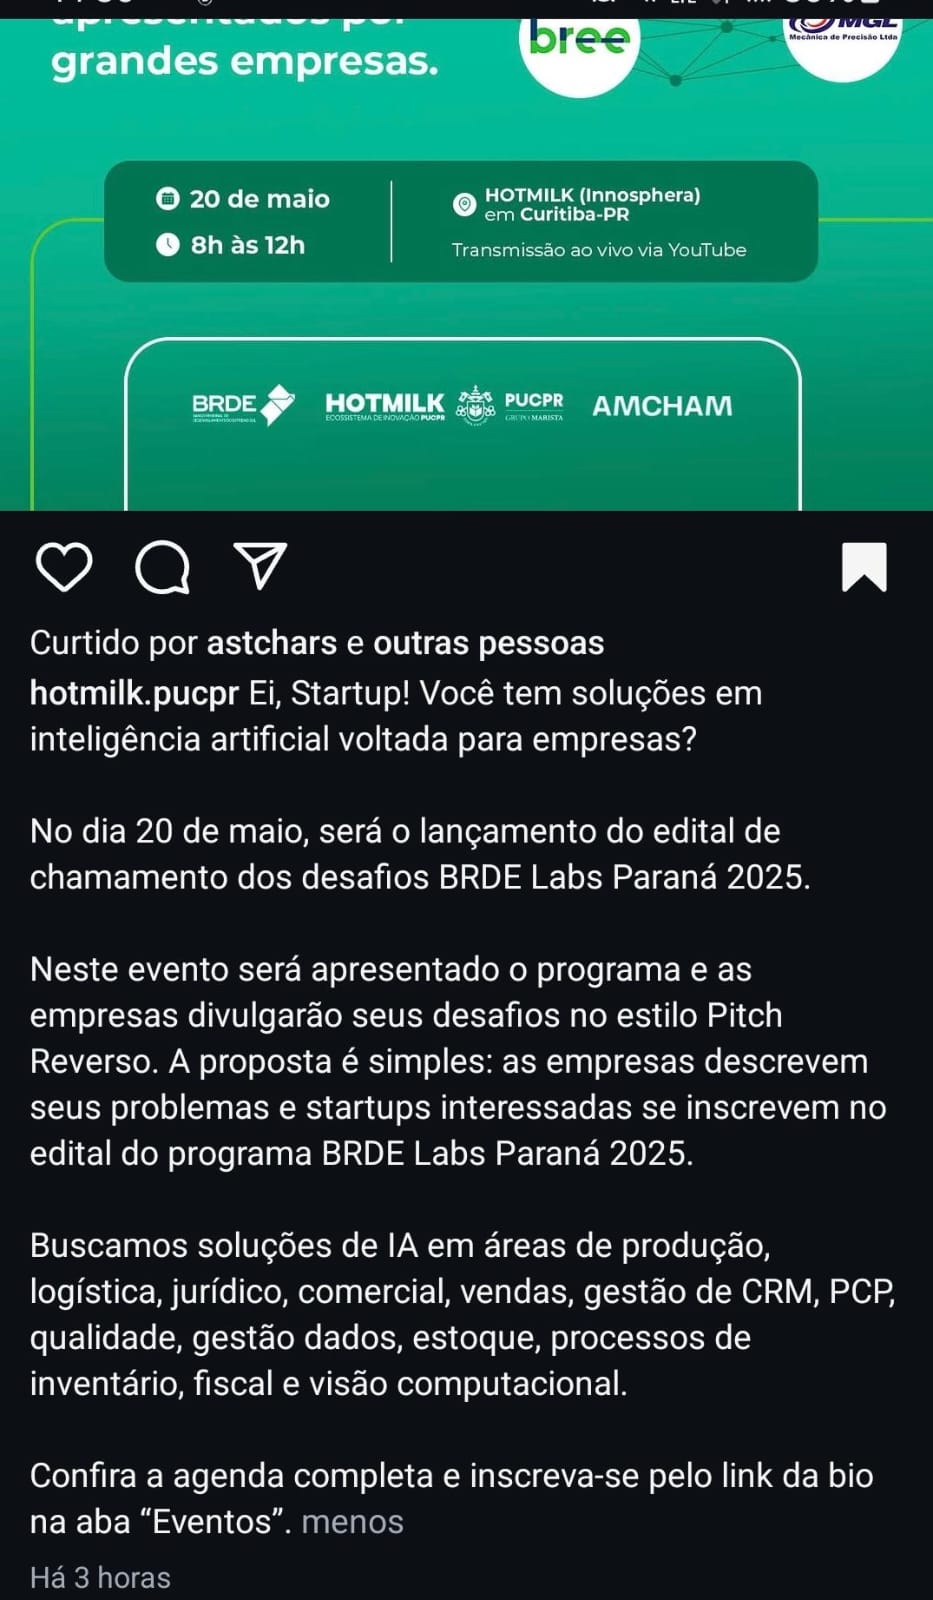 apresentados por
grandes empresas.
bree
MGL
Mecânica de Precisão Ltda
20 de maio
8h às 12h
HOTMILK (Innosphera)
em Curitiba-PR
Transmissão ao vivo via YouTube
BRDE
HOTMILK
ECOSSISTEMA DE INOVAÇÃO PUCPR
PUCPR
GRUPO MARISTA
AMCHAM
Curtido por astchars e outras pessoas
hotmilk.pucpr Ei, Startup! Você tem soluções em
inteligência artificial voltada para empresas?
No dia 20 de maio, será o lançamento do edital de
chamamento dos desafios BRDE Labs Paraná 2025.
Neste evento será apresentado o programa e as
empresas divulgarão seus desafios no estilo Pitch
Reverso. A proposta é simples: as empresas descrevem
seus problemas e startups interessadas se inscrevem no
edital do programa BRDE Labs Paraná 2025.
Buscamos soluções de IA em áreas de produção,
logística, jurídico, comercial, vendas, gestão de CRM, PCP,
qualidade, gestão dados, estoque, processos de
inventário, fiscal e visão computacional.
Confira a agenda completa e inscreva-se pelo link da bio
na aba “Eventos”. menos
Há 3 horas